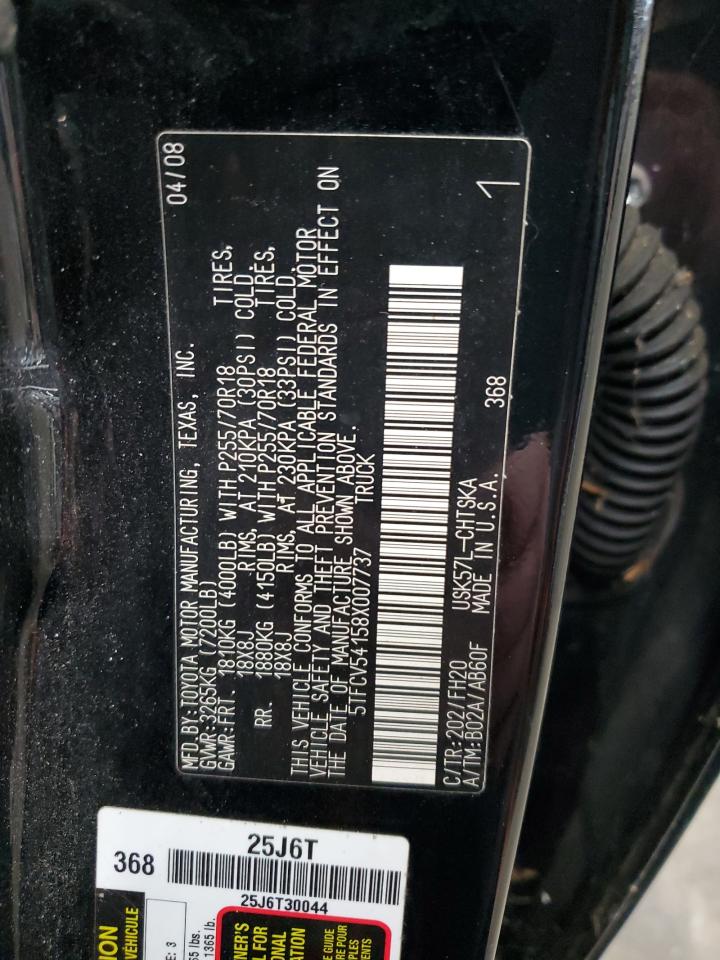 MFD.BY:TOYOTA MOTOR MANUFACTURING, TEXAS, INC. 04/08
GVWR:3265KG (7200LB)
GAWR:FRT. 1810KG (4000LB) WITH P255/70R18 TIRES,
18X8J RIMS, AT 210KPA (30PSI) COLD.
RR. 1880KG (4150LB) WITH P255/70R18 TIRES,
18X8J RIMS, AT 230KPA (33PSI) COLD.
THIS VEHICLE CONFORMS TO ALL APPLICABLE FEDERAL MOTOR
VEHICLE SAFETY AND THEFT PREVENTION STANDARDS IN EFFECT ON
THE DATE OF MANUFACTURE SHOWN ABOVE.
5TFCV54158X007737 TRUCK
C/TR:202/FH20 USK57L-CHTSKA 368
A/TM:B02A/AB60F MADE IN U.S.A. 1
25J6T
368
25J6T30044
VÉHICULE
E: 3
1365 lb.